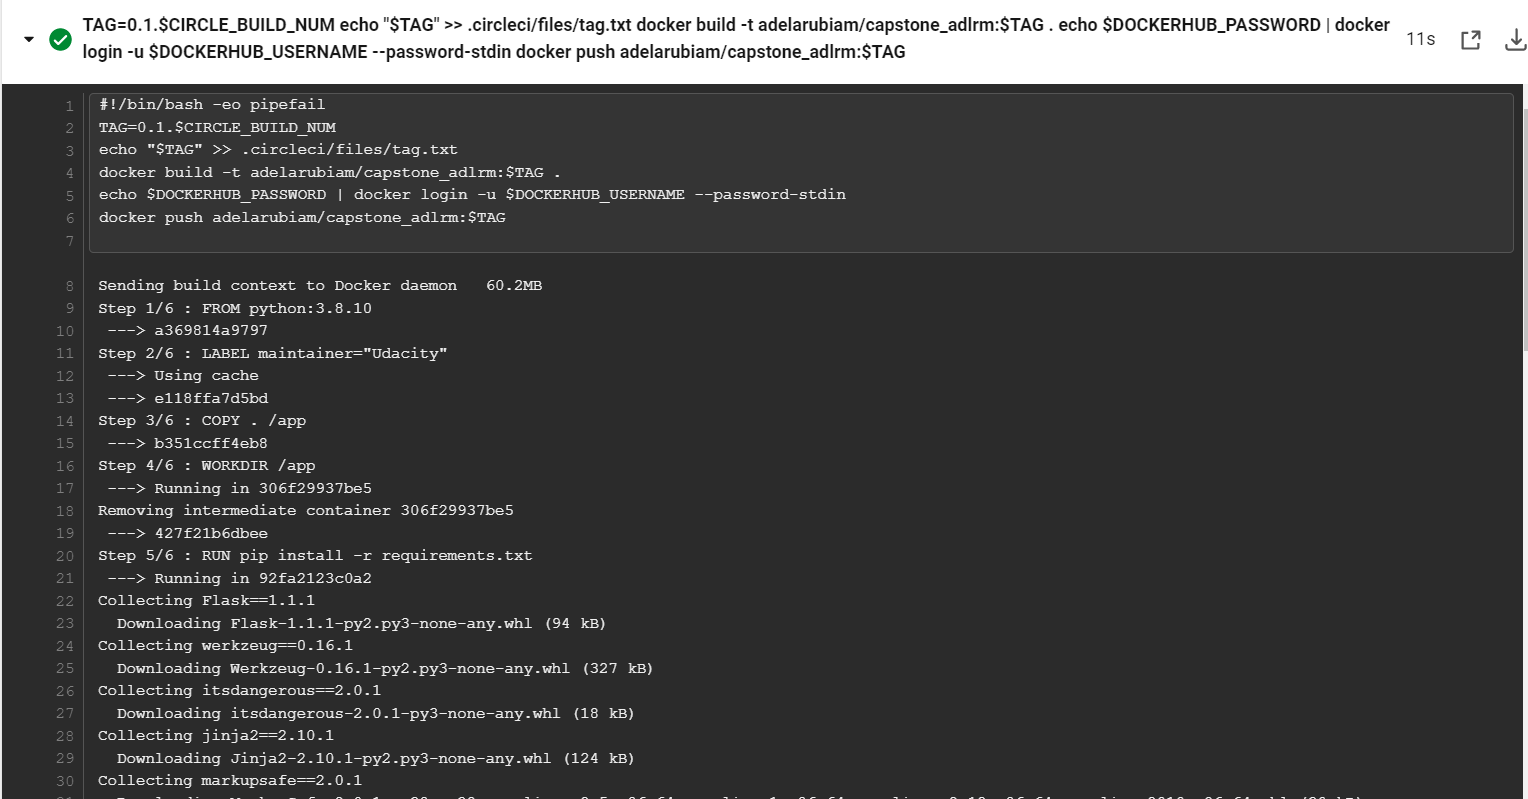 TAG=0.1.$CIRCLE_BUILD_NUM echo "$TAG" >> .circleci/files/tag.txt docker build -t adelarubiam/capstone_adlrm:$TAG . echo $DOCKERHUB_PASSWORD | docker
login -u $DOCKERHUB_USERNAME --password-stdin docker push adelarubiam/capstone_adlrm:$TAG
11s
1 #!/bin/bash -eo pipefail
2 TAG=0.1.$CIRCLE_BUILD_NUM
3 echo "$TAG" >> .circleci/files/tag.txt
4 docker build -t adelarubiam/capstone_adlrm:$TAG .
5 echo $DOCKERHUB_PASSWORD | docker login -u $DOCKERHUB_USERNAME --password-stdin
6 docker push adelarubiam/capstone_adlrm:$TAG
7
8 Sending build context to Docker daemon 60.2MB
9 Step 1/6 : FROM python:3.8.10
10 ---> a369814a9797
11 Step 2/6 : LABEL maintainer="Udacity"
12 ---> Using cache
13 ---> e118ffa7d5bd
14 Step 3/6 : COPY . /app
15 ---> b351ccff4eb8
16 Step 4/6 : WORKDIR /app
17 ---> Running in 306f29937be5
18 Removing intermediate container 306f29937be5
19 ---> 427f21b6dbee
20 Step 5/6 : RUN pip install -r requirements.txt
21 ---> Running in 92fa2123c0a2
22 Collecting Flask==1.1.1
23 Downloading Flask-1.1.1-py2.py3-none-any.whl (94 kB)
24 Collecting werkzeug==0.16.1
25 Downloading Werkzeug-0.16.1-py2.py3-none-any.whl (327 kB)
26 Collecting itsdangerous==2.0.1
27 Downloading itsdangerous-2.0.1-py3-none-any.whl (18 kB)
28 Collecting jinja2==2.10.1
29 Downloading Jinja2-2.10.1-py2.py3-none-any.whl (124 kB)
30 Collecting markupsafe==2.0.1